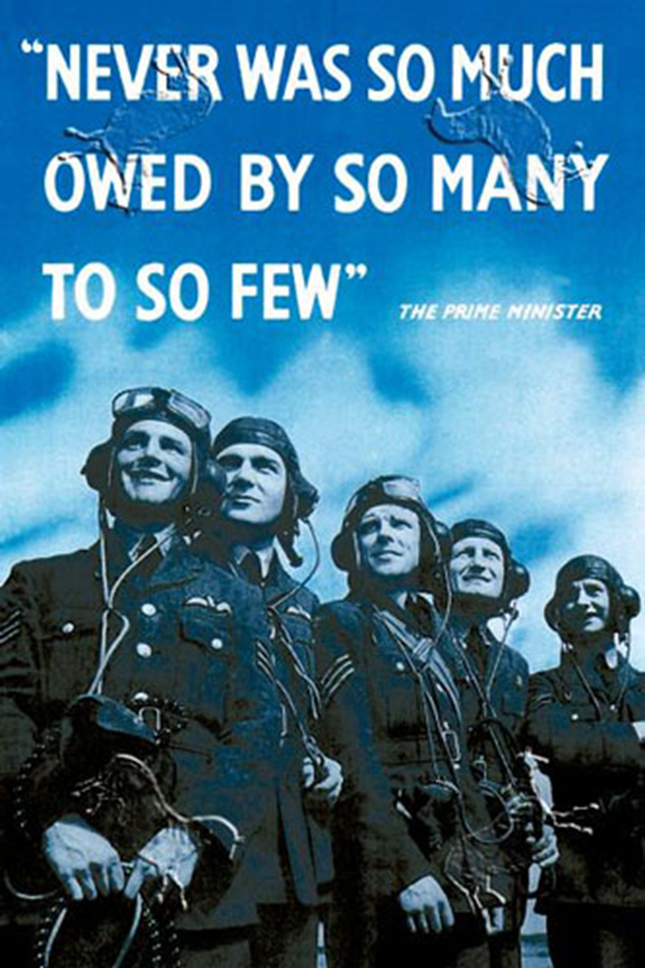 “NEVER WAS SO MUCH
OWED BY SO MANY
TO SO FEW”
THE PRIME MINISTER